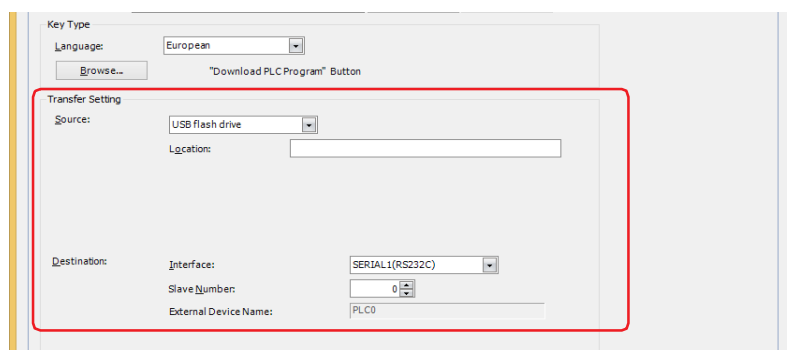 Key Type
Language: European
Browse... "Download PLC Program" Button
Transfer Setting
Source: USB flash drive
Location:
Destination: Interface: SERIAL1(RS232C)
Slave Number: 0
External Device Name: PLC0